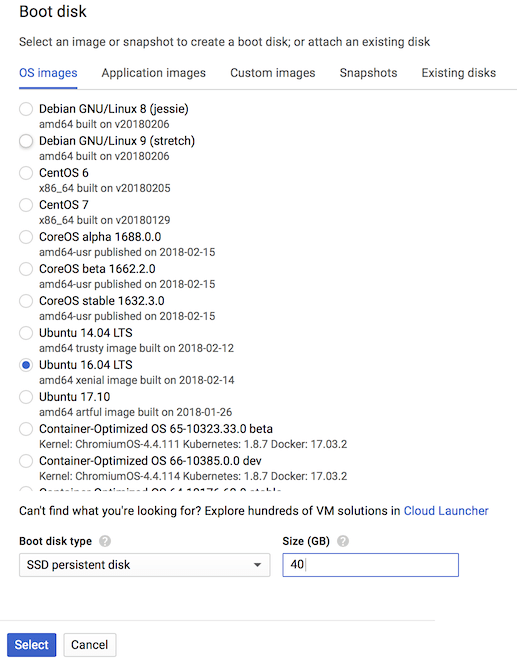 Boot disk
Select an image or snapshot to create a boot disk; or attach an existing disk
OS images Application images Custom images Snapshots Existing disks
Debian GNU/Linux 8 (jessie)
amd64 built on v20180206
Debian GNU/Linux 9 (stretch)
amd64 built on v20180206
CentOS 6
x86_64 built on v20180205
CentOS 7
x86_64 built on v20180129
CoreOS alpha 1688.0.0
amd64-usr published on 2018-02-15
CoreOS beta 1662.2.0
amd64-usr published on 2018-02-15
CoreOS stable 1632.3.0
amd64-usr published on 2018-02-15
Ubuntu 14.04 LTS
amd64 trusty image built on 2018-02-12
Ubuntu 16.04 LTS
amd64 xenial image built on 2018-02-14
Ubuntu 17.10
amd64 artful image built on 2018-01-26
Container-Optimized OS 65-10323.33.0 beta
Kernel: ChromiumOS-4.4.111 Kubernetes: 1.8.7 Docker: 17.03.2
Container-Optimized OS 66-10385.0.0 dev
Kernel: ChromiumOS-4.4.114 Kubernetes: 1.8.7 Docker: 17.03.2
Container-Optimized OS
Can't find what you're looking for? Explore hundreds of VM solutions in Cloud Launcher
Boot disk type ? Size (GB) ?
SSD persistent disk 40
Select Cancel